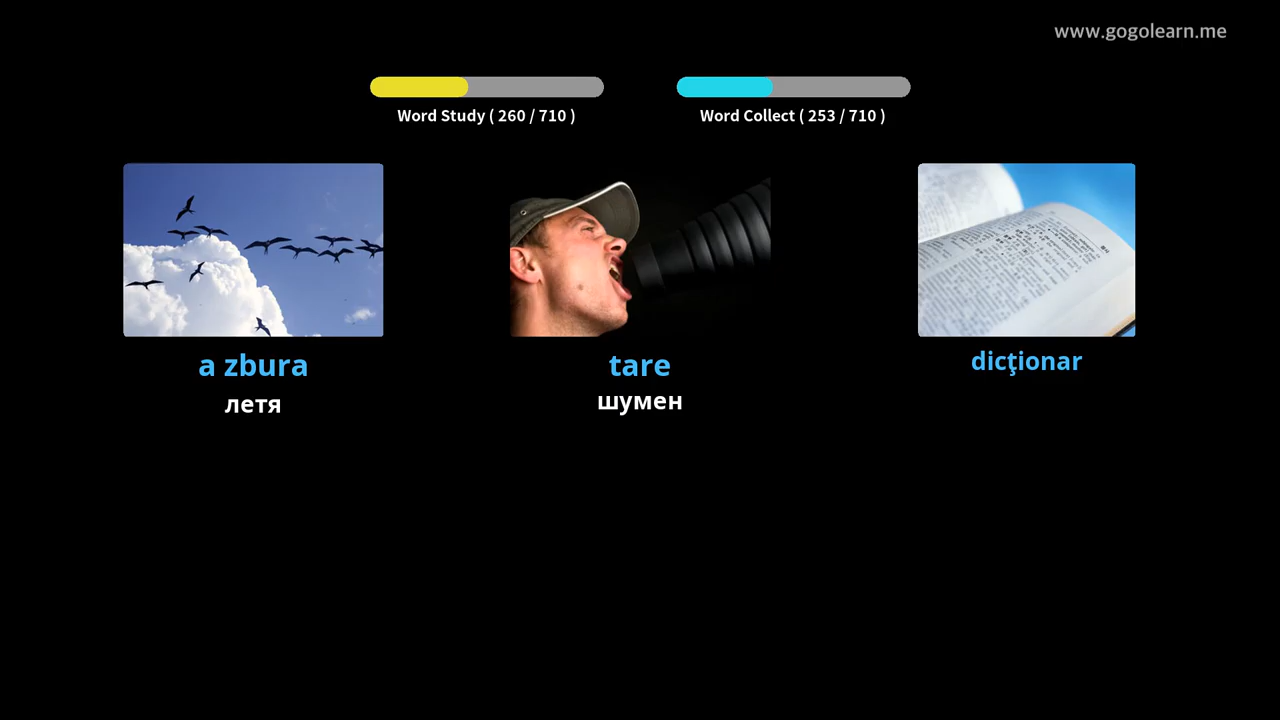 www.gogolearn.me
Word Study ( 260 / 710 )
Word Collect ( 253 / 710 )
a zbura
летя
tare
шумен
dicţionar